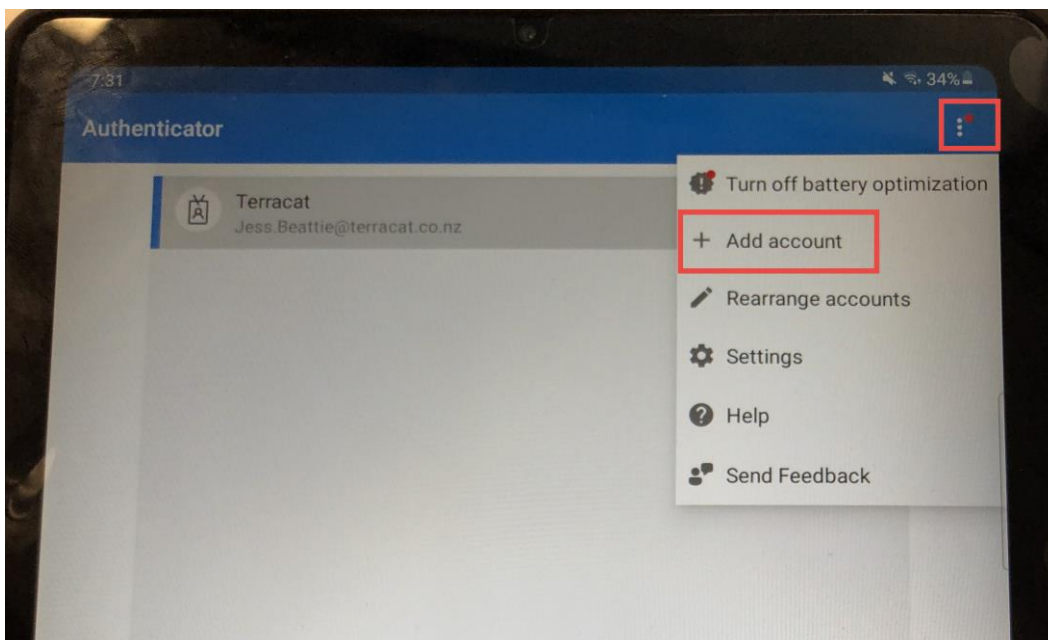 7:31
34%
Authenticator
Turn off battery optimization
Terracat
Jess.Beattie@terracat.co.nz
Add account
Rearrange accounts
Settings
Help
Send Feedback